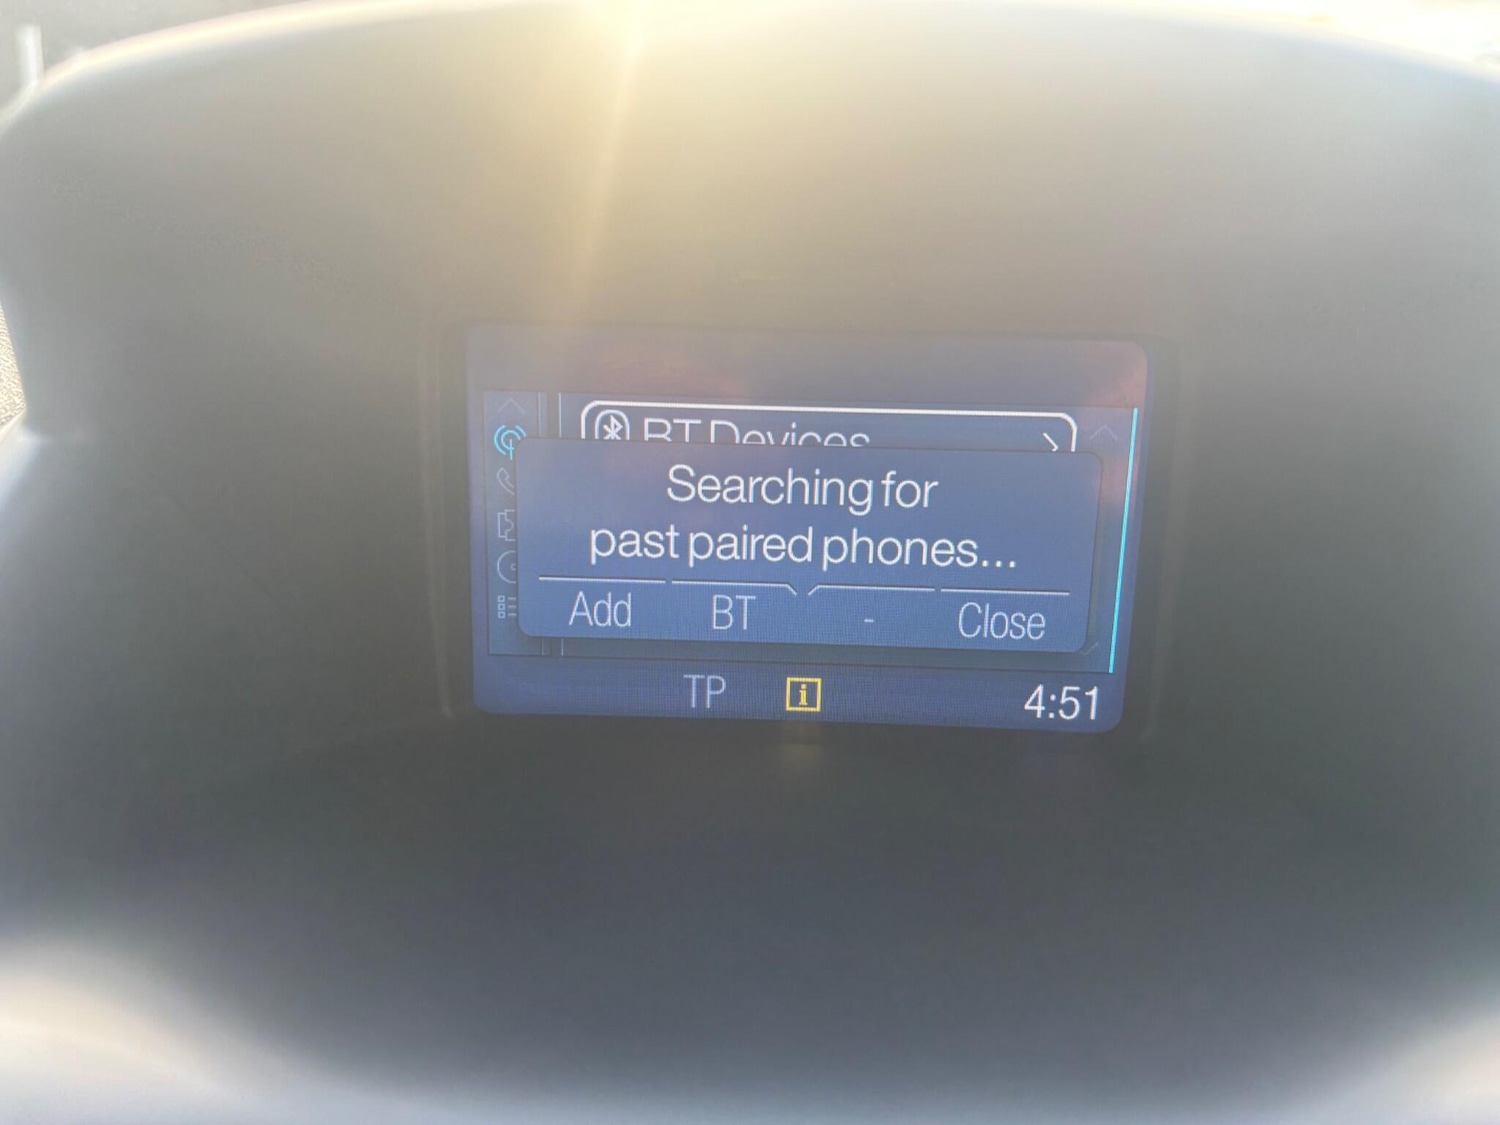 BT Devices
Searching for
past paired phones...
Add BT - Close
TP i 4:51